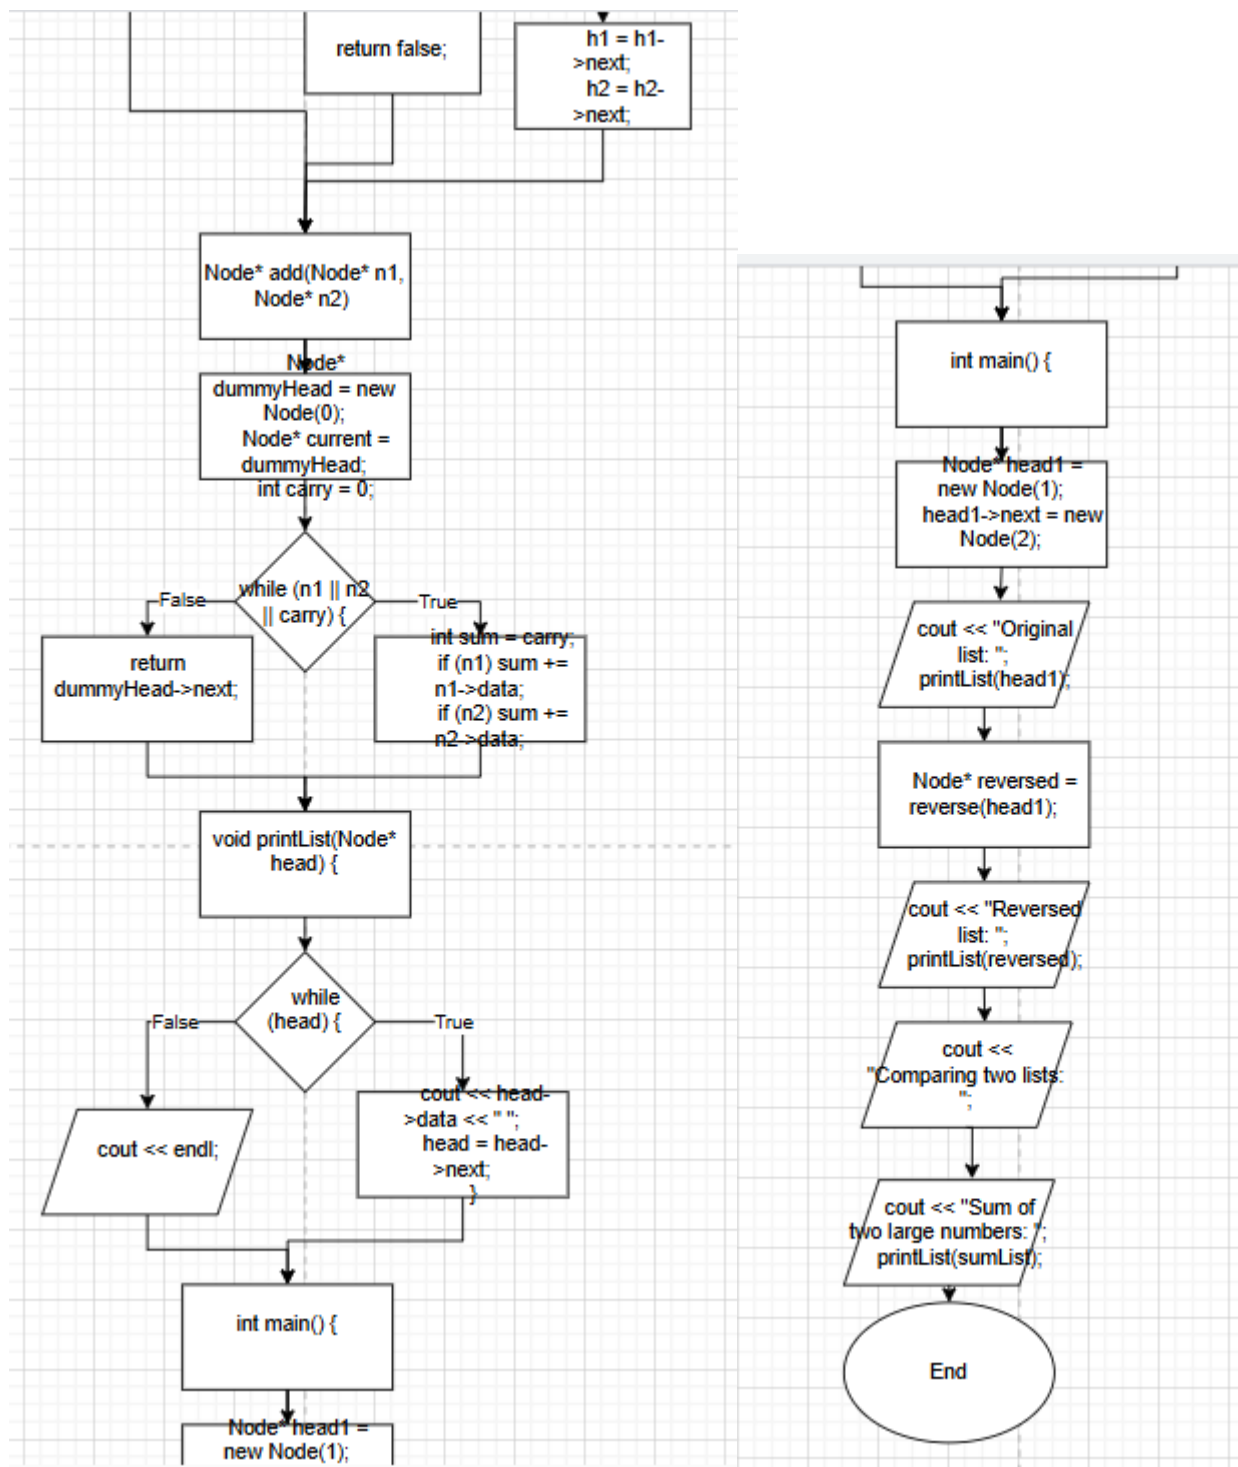 return false;
h1 = h1-
>next;
h2 = h2-
>next;
Node* add(Node* n1,
Node* n2)
Node*
dummyHead = new
Node(0);
Node* current =
dummyHead;
int carry = 0;
while (n1 || n2
|| carry) {
False
True
return
dummyHead->next;
int sum = carry;
if (n1) sum +=
n1->data;
if (n2) sum +=
n2->data;
void printList(Node*
head) {
while
(head) {
False
True
cout << endl;
cout << head-
>data << " ";
head = head-
>next;
}
int main() {
Node* head1 =
new Node(1);
int main() {
Node* head1 =
new Node(1);
head1->next = new
Node(2);
cout << "Original
list: ";
printList(head1);
Node* reversed =
reverse(head1);
cout << "Reversed
list: ";
printList(reversed);
cout <<
"Comparing two lists:
";
cout << "Sum of
two large numbers: ";
printList(sumList);
End